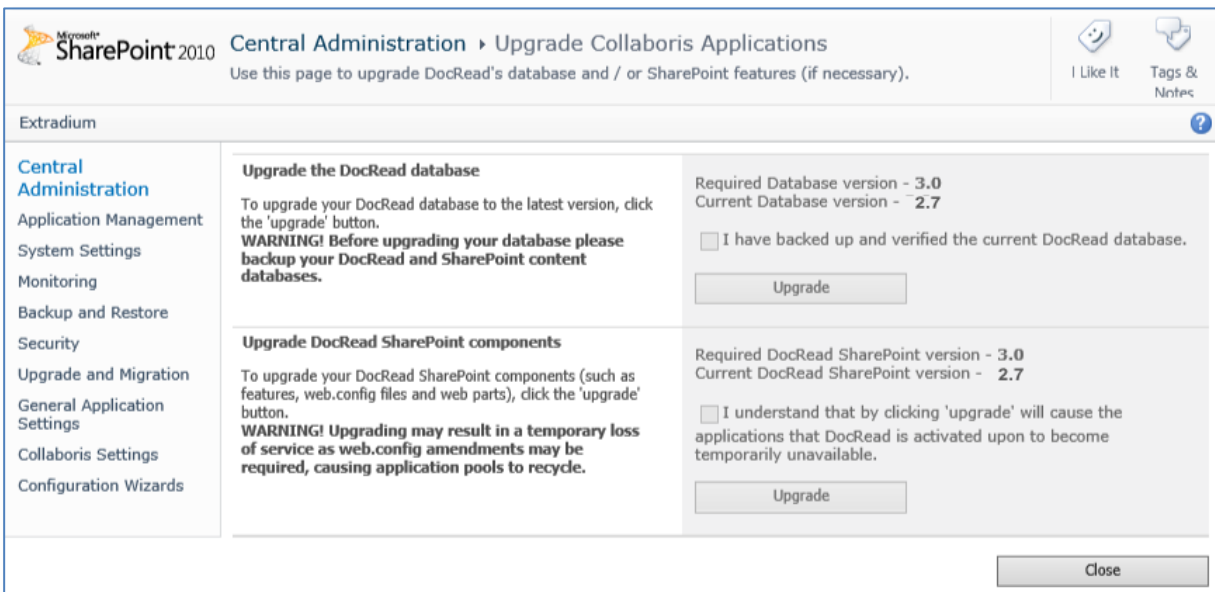 Microsoft®
SharePoint 2010
Central Administration ▸ Upgrade Collaboris Applications
Use this page to upgrade DocRead's database and / or SharePoint features (if necessary).
I Like It
Tags &
Notes
Extradium
Central
Administration
Application Management
System Settings
Monitoring
Backup and Restore
Security
Upgrade and Migration
General Application
Settings
Collaboris Settings
Configuration Wizards
Upgrade the DocRead database
To upgrade your DocRead database to the latest version, click
the 'upgrade' button.
WARNING! Before upgrading your database please
backup your DocRead and SharePoint content
databases.
Required Database version - 3.0
Current Database version - 2.7
I have backed up and verified the current DocRead database.
Upgrade
Upgrade DocRead SharePoint components
To upgrade your DocRead SharePoint components (such as
features, web.config files and web parts), click the 'upgrade'
button.
WARNING! Upgrading may result in a temporary loss
of service as web.config amendments may be
required, causing application pools to recycle.
Required DocRead SharePoint version - 3.0
Current DocRead SharePoint version - 2.7
I understand that by clicking 'upgrade' will cause the
applications that DocRead is activated upon to become
temporarily unavailable.
Upgrade
Close